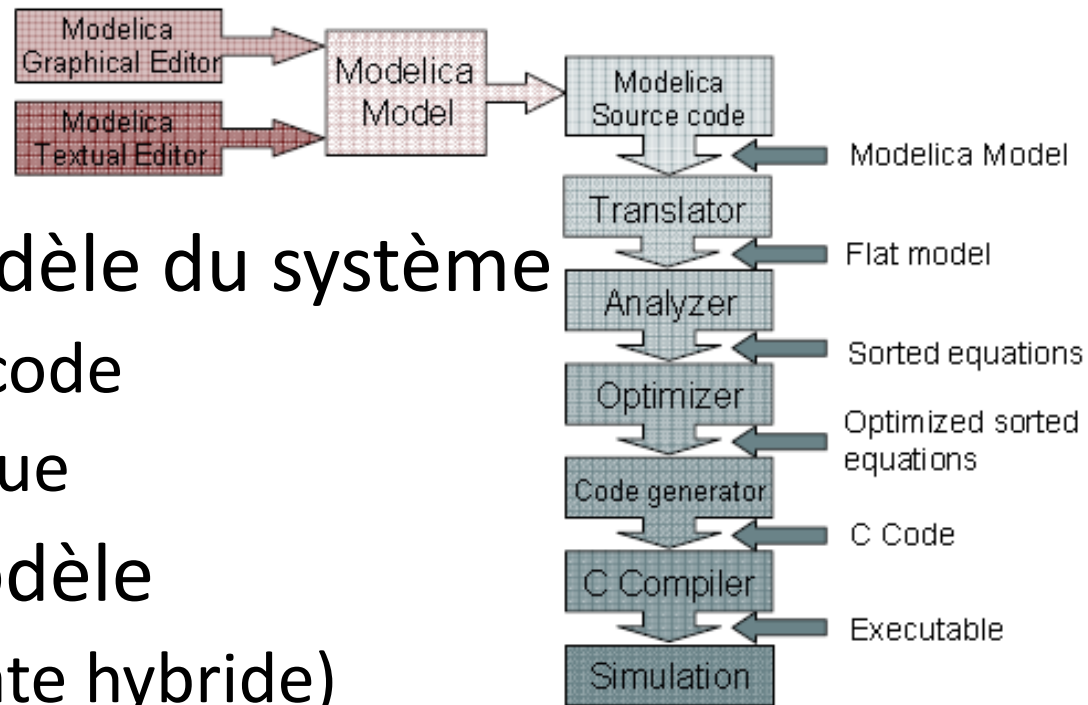 Modelica
Graphical Editor
Modelica
Textual Editor
Modelica
Model
Modelica
Source code
Modelica Model
Translator
Flat model
Analyzer
Sorted equations
Optimizer
Optimized sorted
equations
Code generator
C Code
C Compiler
Executable
Simulation
dèle du système
code
ue
odèle
nte hybride)